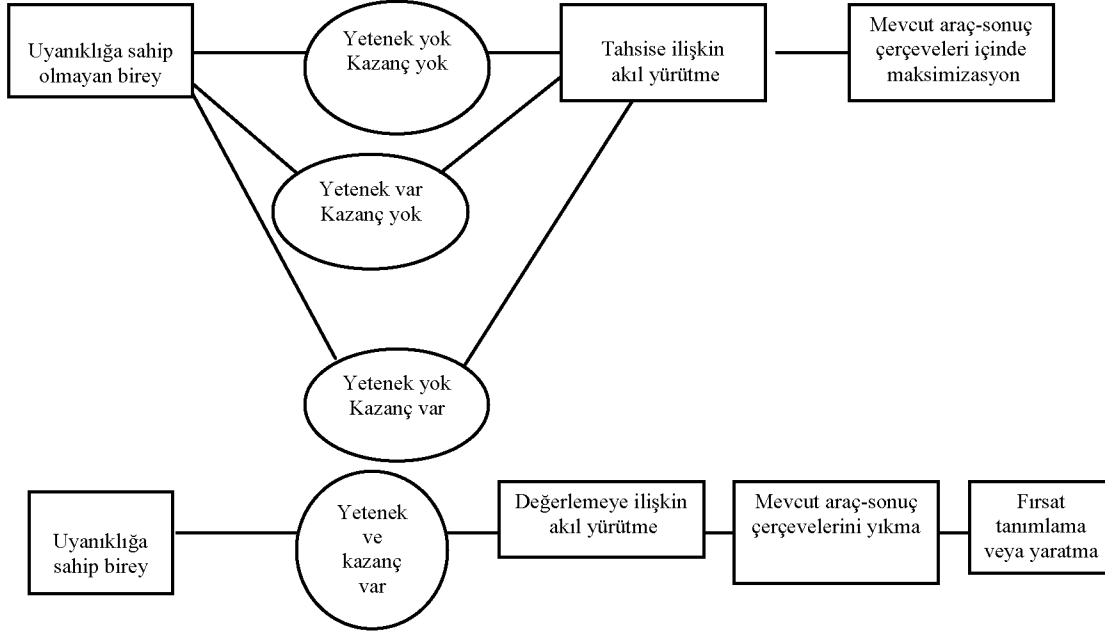 Uyanıklığa sahip
olmayan birey
Yetenek yok
Kazanç yok
Tahsise ilişkin
akıl yürütme
Mevcut araç-sonuç
çerçeveleri içinde
maksimizasyon
Yetenek var
Kazanç yok
Yetenek yok
Kazanç var
Uyanıklığa
sahip birey
Yetenek
ve
kazanç
var
Değerlemeye ilişkin
akıl yürütme
Mevcut araç-sonuç
çerçevelerini yıkma
Fırsat
tanımlama
veya yaratma